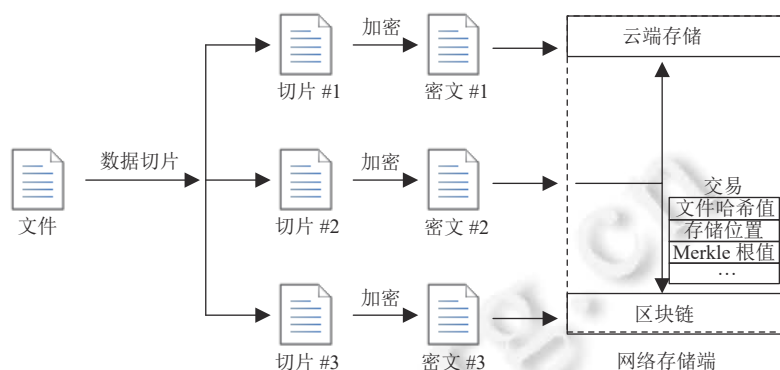 加密
加密
云端存储
切片 #1
密文 #1
数据切片
加密
交易
文件哈希值
文件
切片 #2
密文 #2
存储位置
Merkle 根值
…
加密
区块链
切片 #3
密文 #3
网络存储端